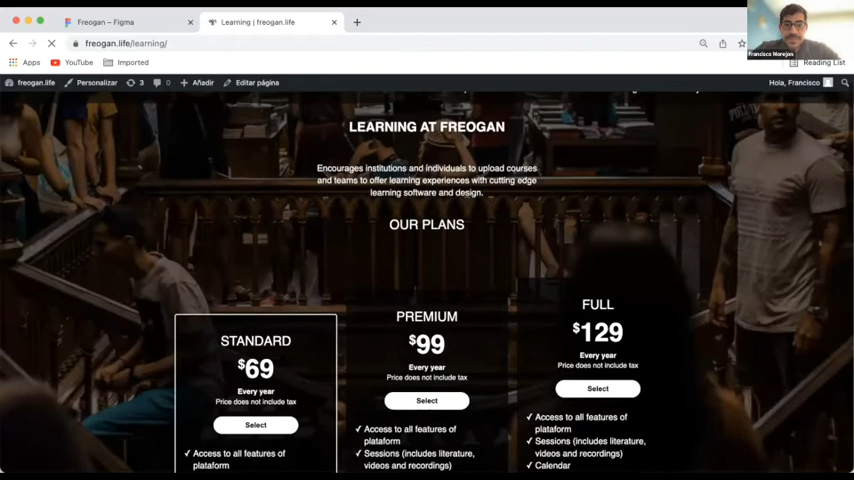 Freogan – Figma
Learning | freogan.life
freogan.life/learning/
Apps
YouTube
Imported
Francisco Morejon
Reading List
freogan.life
Personalizar
3
0
Añadir
Editar página
Hola, Francisco
LEARNING AT FREOGAN
Encourages institutions and individuals to upload courses
and teams to offer learning experiences with cutting edge
learning software and design.
OUR PLANS
STANDARD
$69
Every year
Price does not include tax
Select
✓ Access to all features of
plataform
PREMIUM
$99
Every year
Price does not include tax
Select
✓ Access to all features of
plataform
✓ Sessions (includes literature,
videos and recordings)
FULL
$129
Every year
Price does not include tax
Select
✓ Access to all features of
plataform
✓ Sessions (includes literature,
videos and recordings)
✓ Calendar